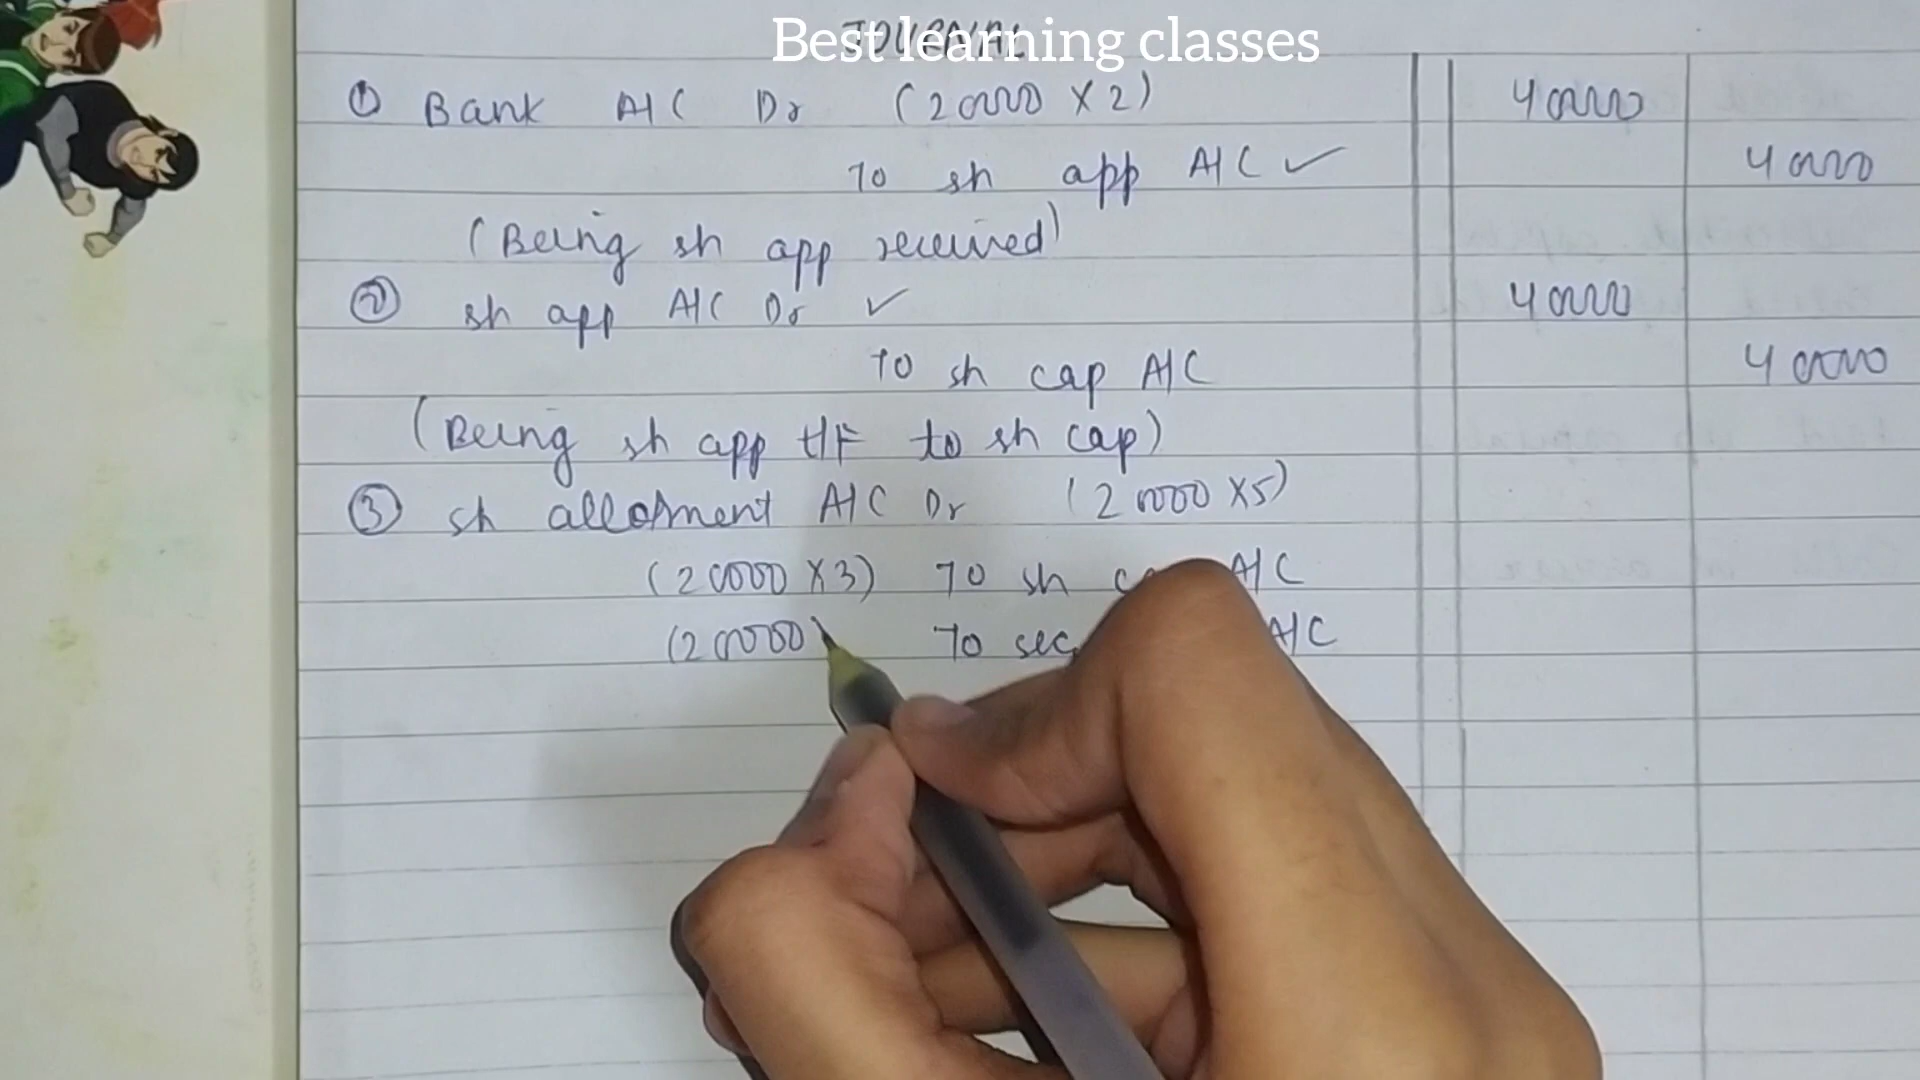 Best learning classes
JOURNAL
① Bank A/C Dr (20000 X 2) 40000
To sh app A/C ✓ 40000
(Being sh app received)
② sh app A/C Dr ✓ 40000
To sh cap A/C 40000
(Being sh app t/f to sh cap)
③ sh allotment A/C Dr (20000 X5)
(20000 X3) To sh A/C
(20000 To sec A/C